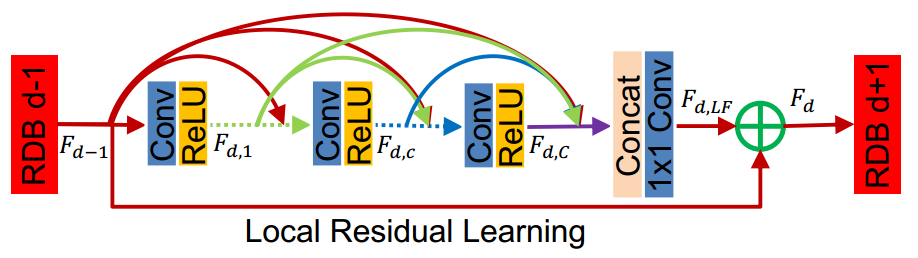 RDB d-1
F_{d-1}
Conv
ReLU
F_{d,1}
Conv
ReLU
F_{d,c}
Conv
ReLU
F_{d,C}
Concat
1x1 Conv
F_{d,LF}
F_d
RDB d+1
Local Residual Learning